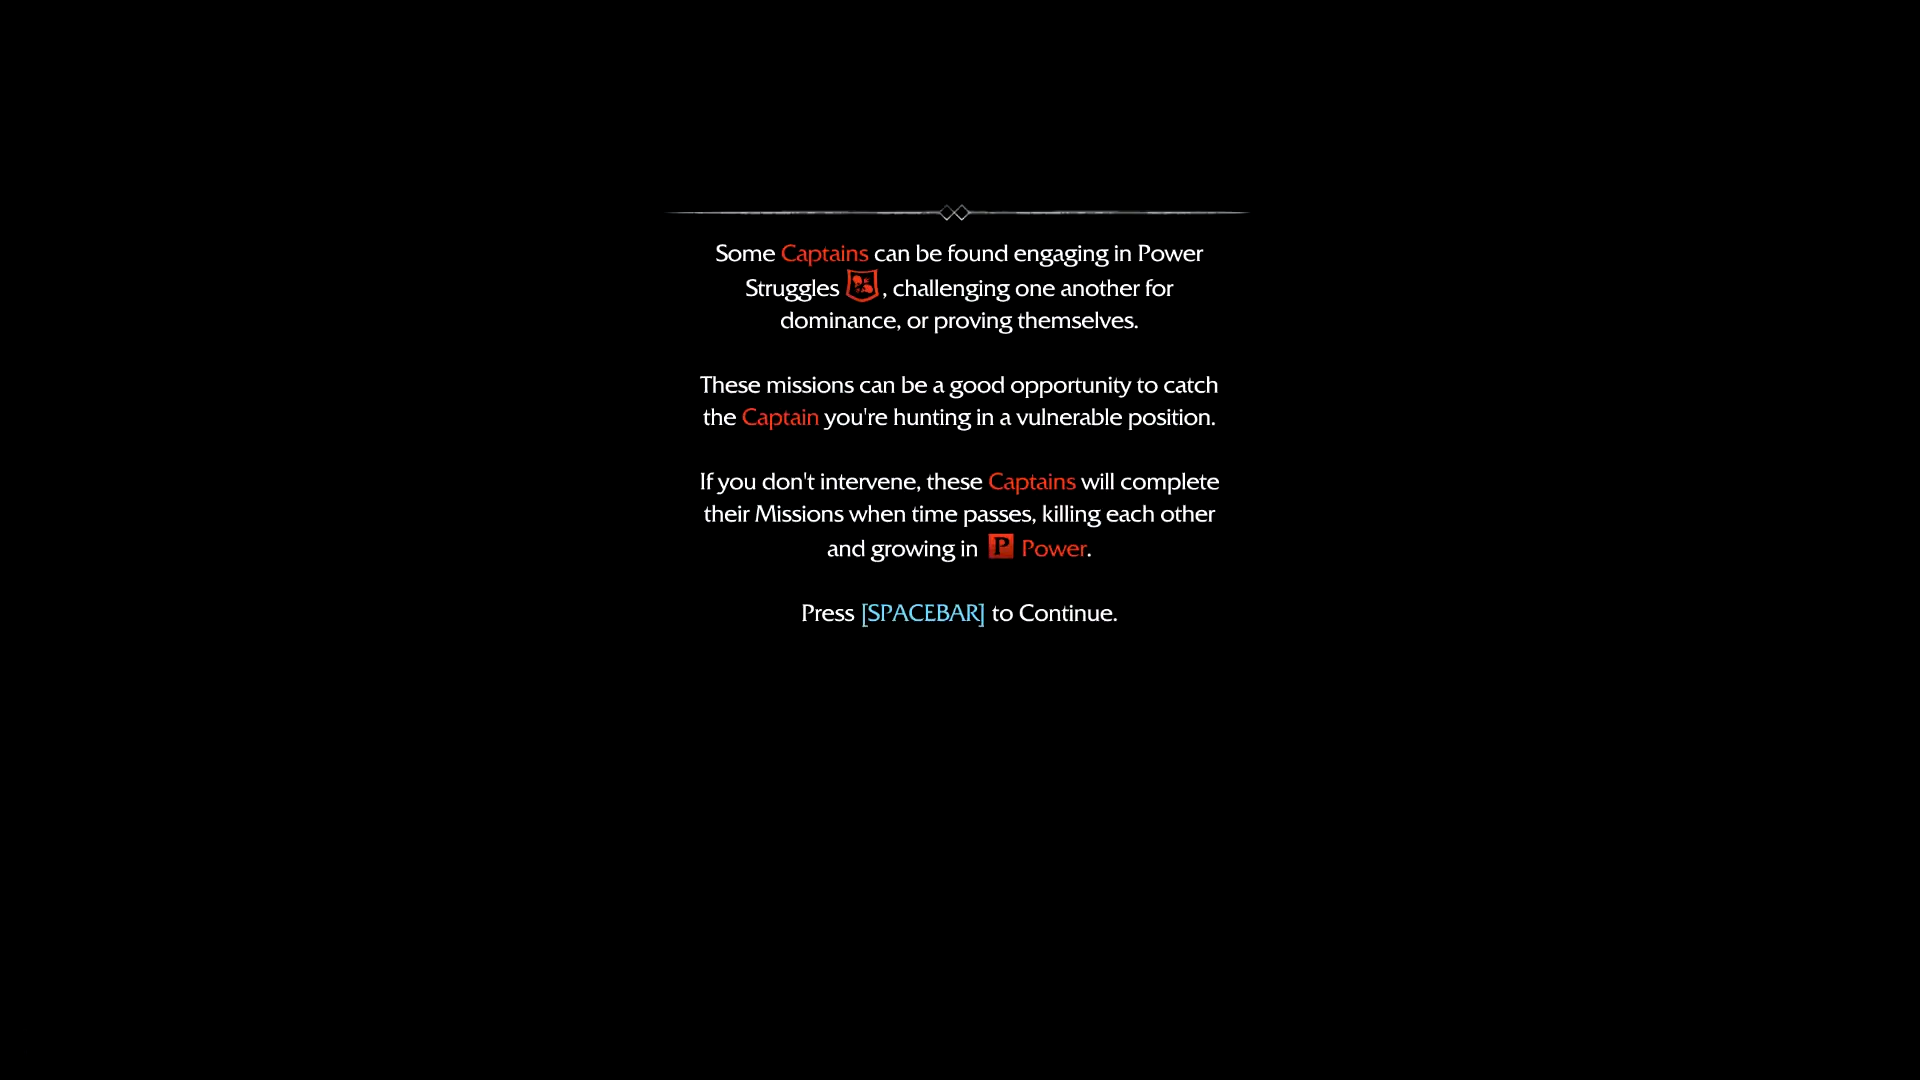 Some Captains can be found engaging in Power
Struggles , challenging one another for
dominance, or proving themselves.
These missions can be a good opportunity to catch
the Captain you're hunting in a vulnerable position.
If you don't intervene, these Captains will complete
their Missions when time passes, killing each other
and growing in P Power.
Press [SPACEBAR] to Continue.